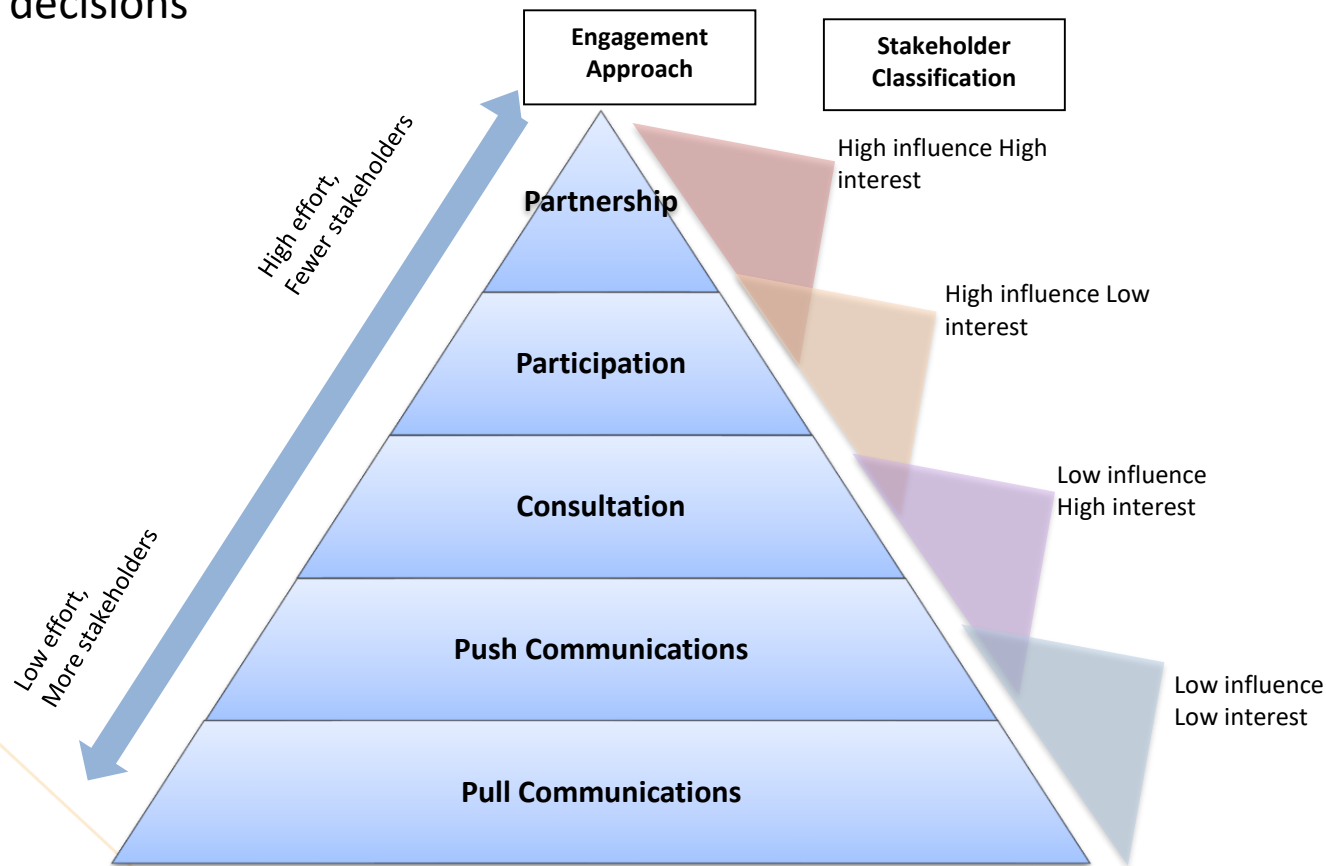 decisions
Engagement
Approach
Stakeholder
Classification
High effort,
Fewer stakeholders
High influence High
interest
Partnership
High influence Low
interest
Participation
Low influence
High interest
Consultation
Low effort,
More stakeholders
Push Communications
Low influence
Low interest
Pull Communications